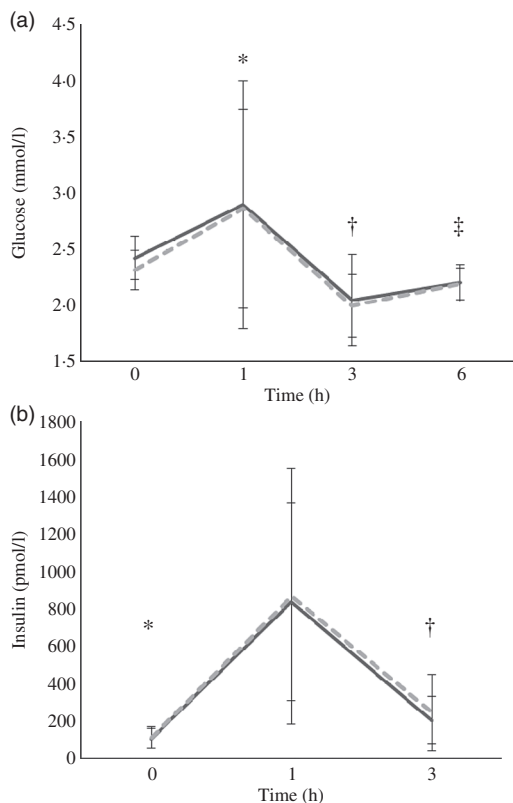 (a)
4·5
4·0
3·5
3·0
2·5
2·0
1·5
Glucose (mmol/l)
*
†
‡
0 1 3 6
Time (h)
(b)
1800
1600
1400
1200
1000
800
600
400
200
0
Insulin (pmol/l)
*
†
0 1 3
Time (h)